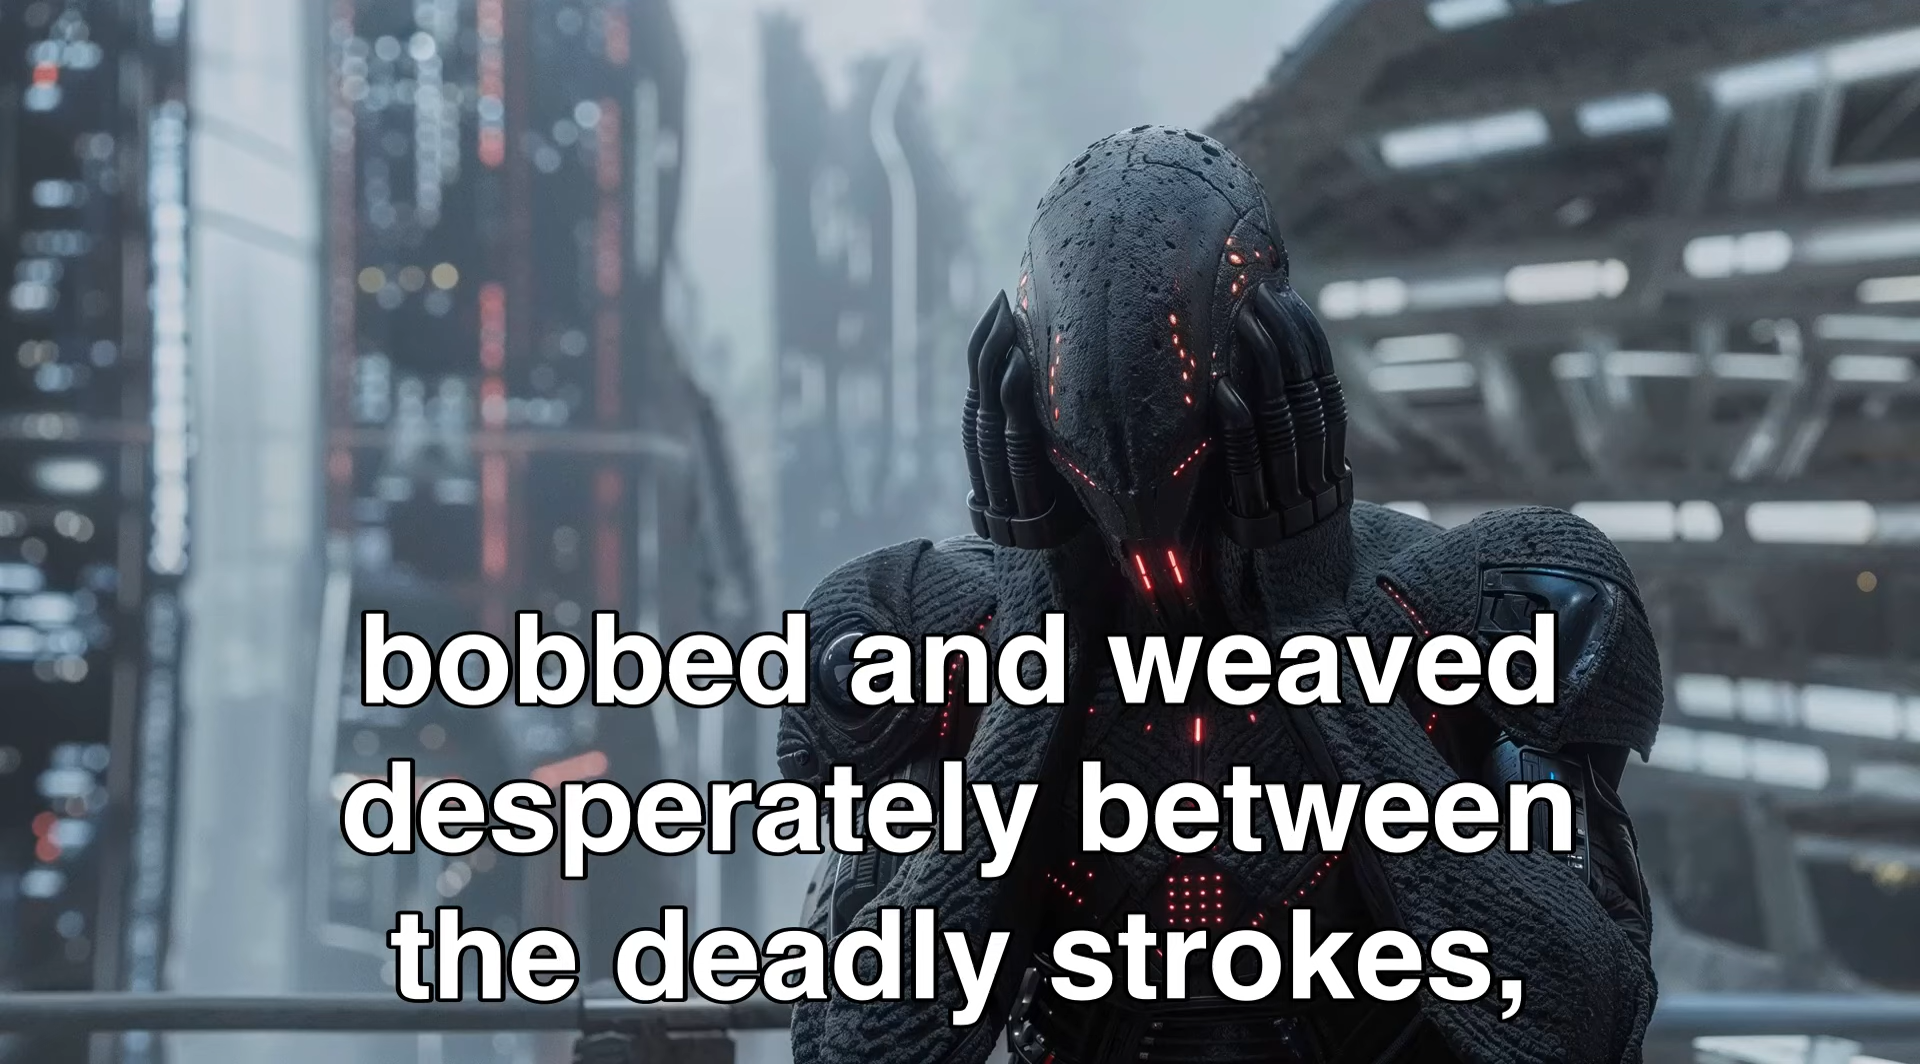 bobbed and weaved
desperately between
the deadly strokes,